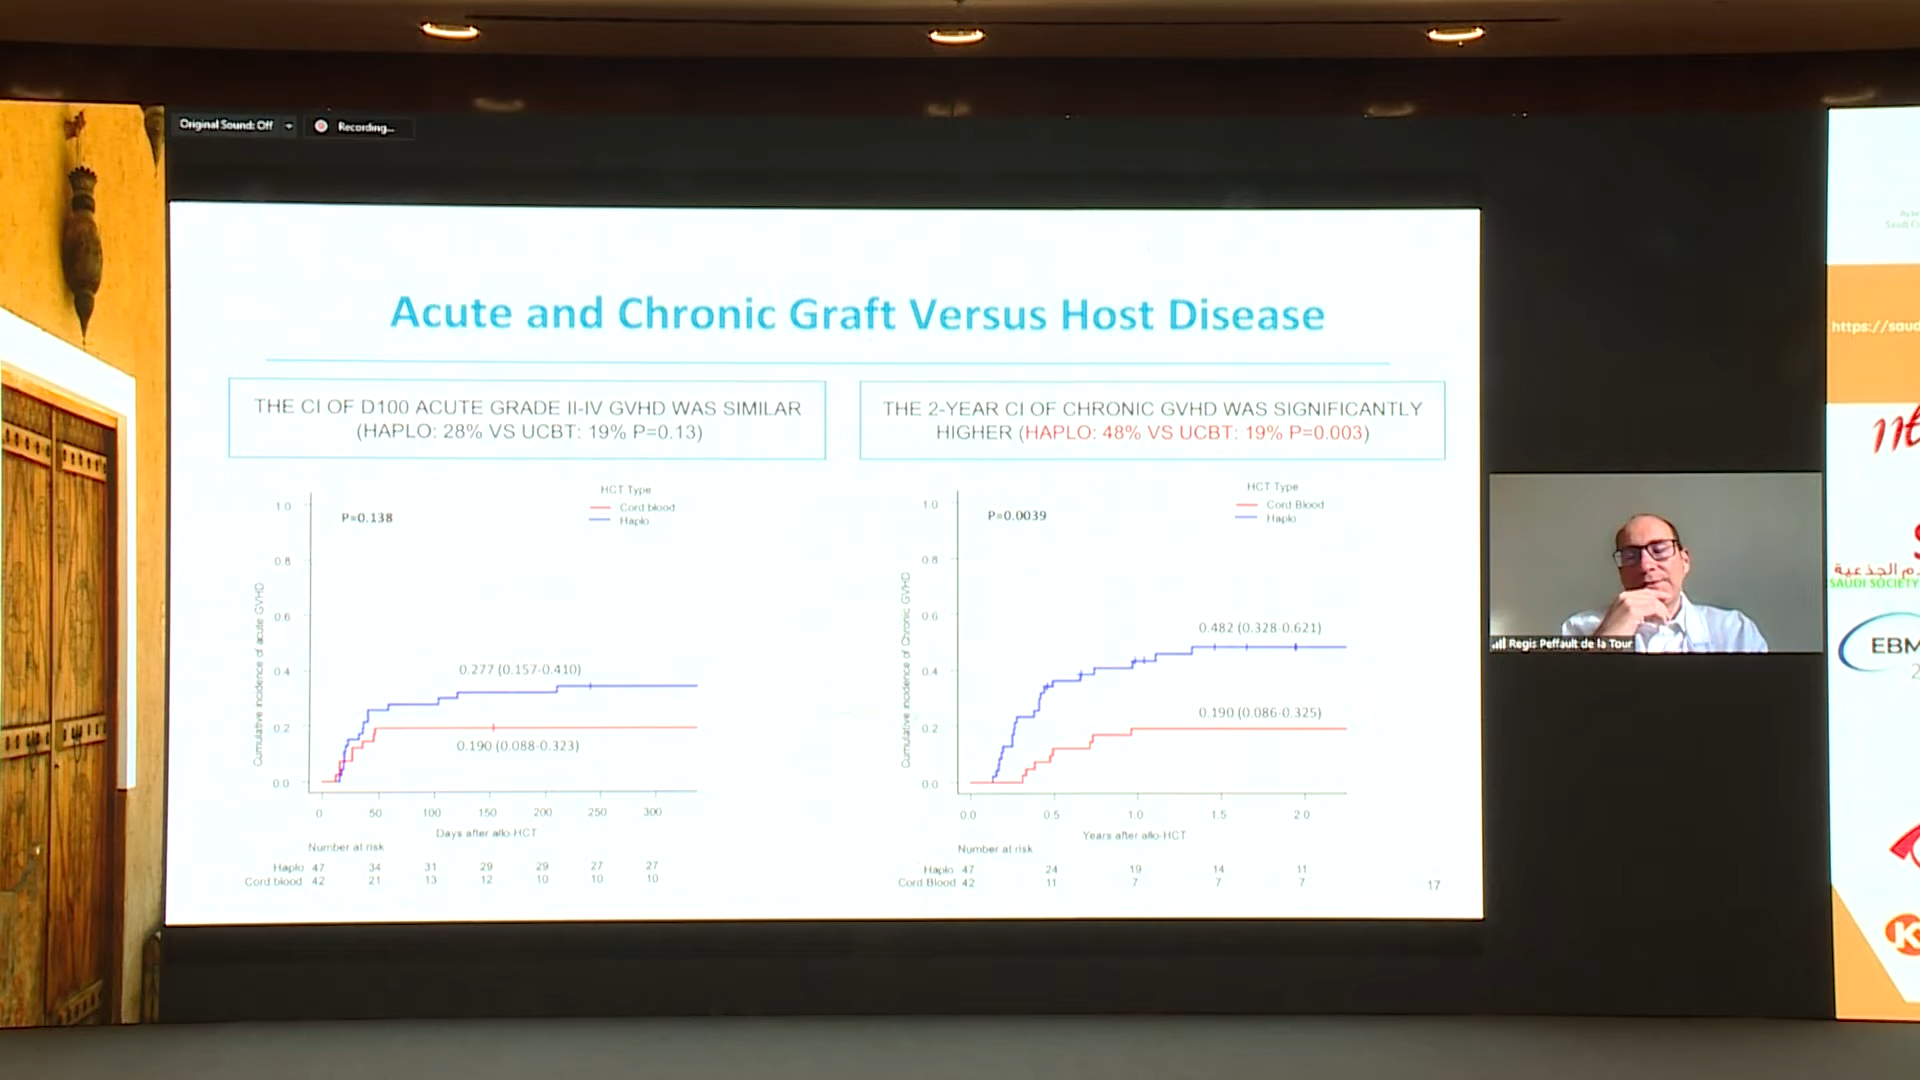 Original Sound: Off
Recording...
Acute and Chronic Graft Versus Host Disease
THE CI OF D100 ACUTE GRADE II-IV GVHD WAS SIMILAR
(HAPLO: 28% VS UCBT: 19% P=0.13)
THE 2-YEAR CI OF CHRONIC GVHD WAS SIGNIFICANTLY
HIGHER (HAPLO: 48% VS UCBT: 19% P=0.003)
Cumulative incidence of acute GVHD
1.0
0.8
0.6
0.4
0.2
0.0
P=0.138
HCT Type
Cord blood
Haplo
0.277 (0.157-0.410)
0.190 (0.088-0.323)
0 50 100 150 200 250 300
Days after allo-HCT
Number at risk
Haplo 47 34 31 29 29 27 27
Cord blood 42 21 13 12 10 10 10
Cumulative incidence of Chronic GVHD
1.0
0.8
0.6
0.4
0.2
0.0
P=0.0039
HCT Type
Cord Blood
Haplo
0.482 (0.328-0.621)
0.190 (0.086-0.325)
0.0 0.5 1.0 1.5 2.0
Years after allo-HCT
Number at risk
Haplo 47 24 19 14 11
Cord Blood 42 11 7 7 7
17
Regis Peffault de la Tour
https://saud
SAUDI SOCIETY
EBM